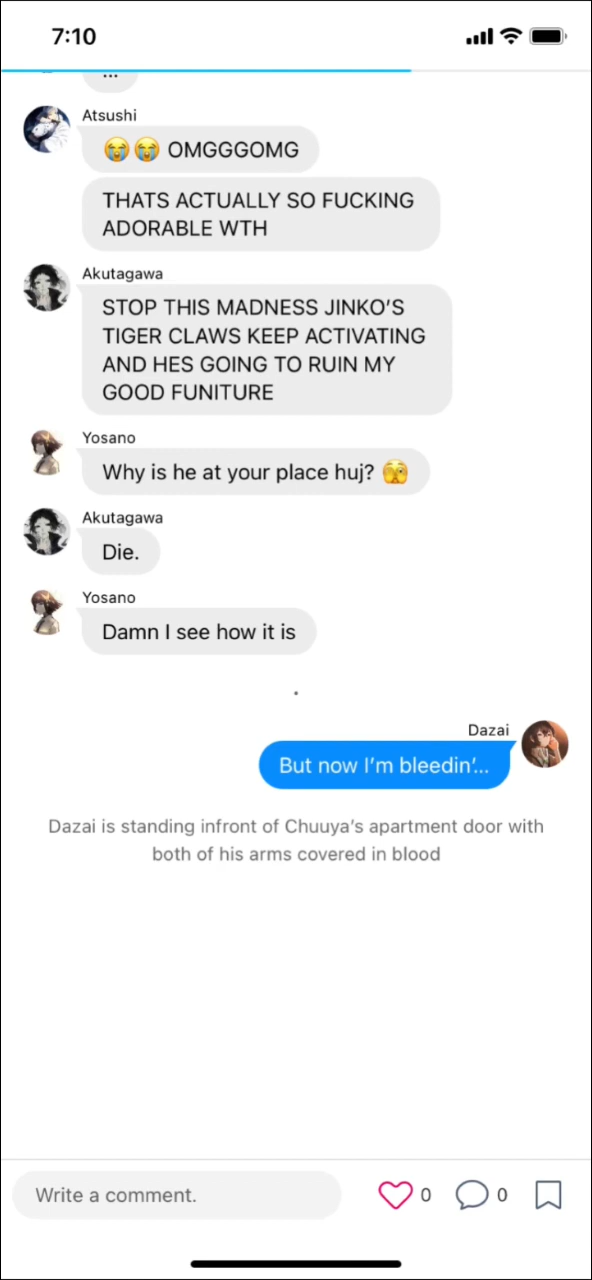 7:10
...
Atsushi
😭😭 OMGGGOMG
THATS ACTUALLY SO FUCKING
ADORABLE WTH
Akutagawa
STOP THIS MADNESS JINKO’S
TIGER CLAWS KEEP ACTIVATING
AND HES GOING TO RUIN MY
GOOD FUNITURE
Yosano
Why is he at your place huj? 🫣
Akutagawa
Die.
Yosano
Damn I see how it is
.
Dazai
But now I’m bleedin’...
Dazai is standing infront of Chuuya’s apartment door with
both of his arms covered in blood
Write a comment.
0
0